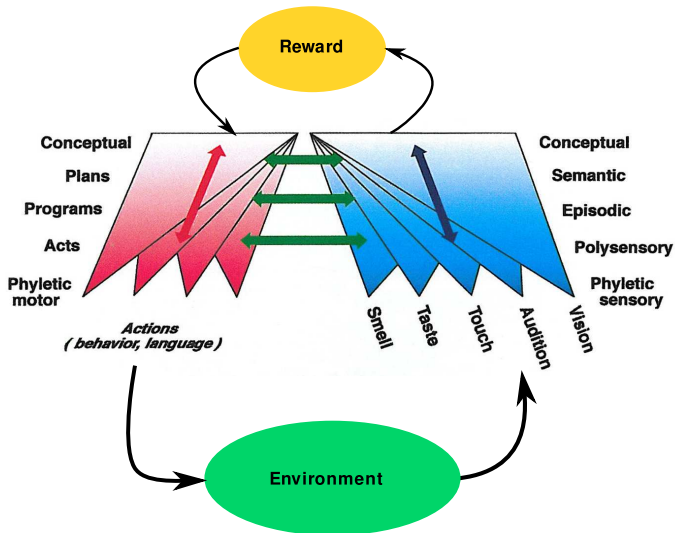 Reward
Conceptual
Plans
Programs
Acts
Phyletic
motor
Conceptual
Semantic
Episodic
Polysensory
Phyletic
sensory
Smell
Taste
Touch
Audition
Vision
Actions
( behavior, language )
Environment